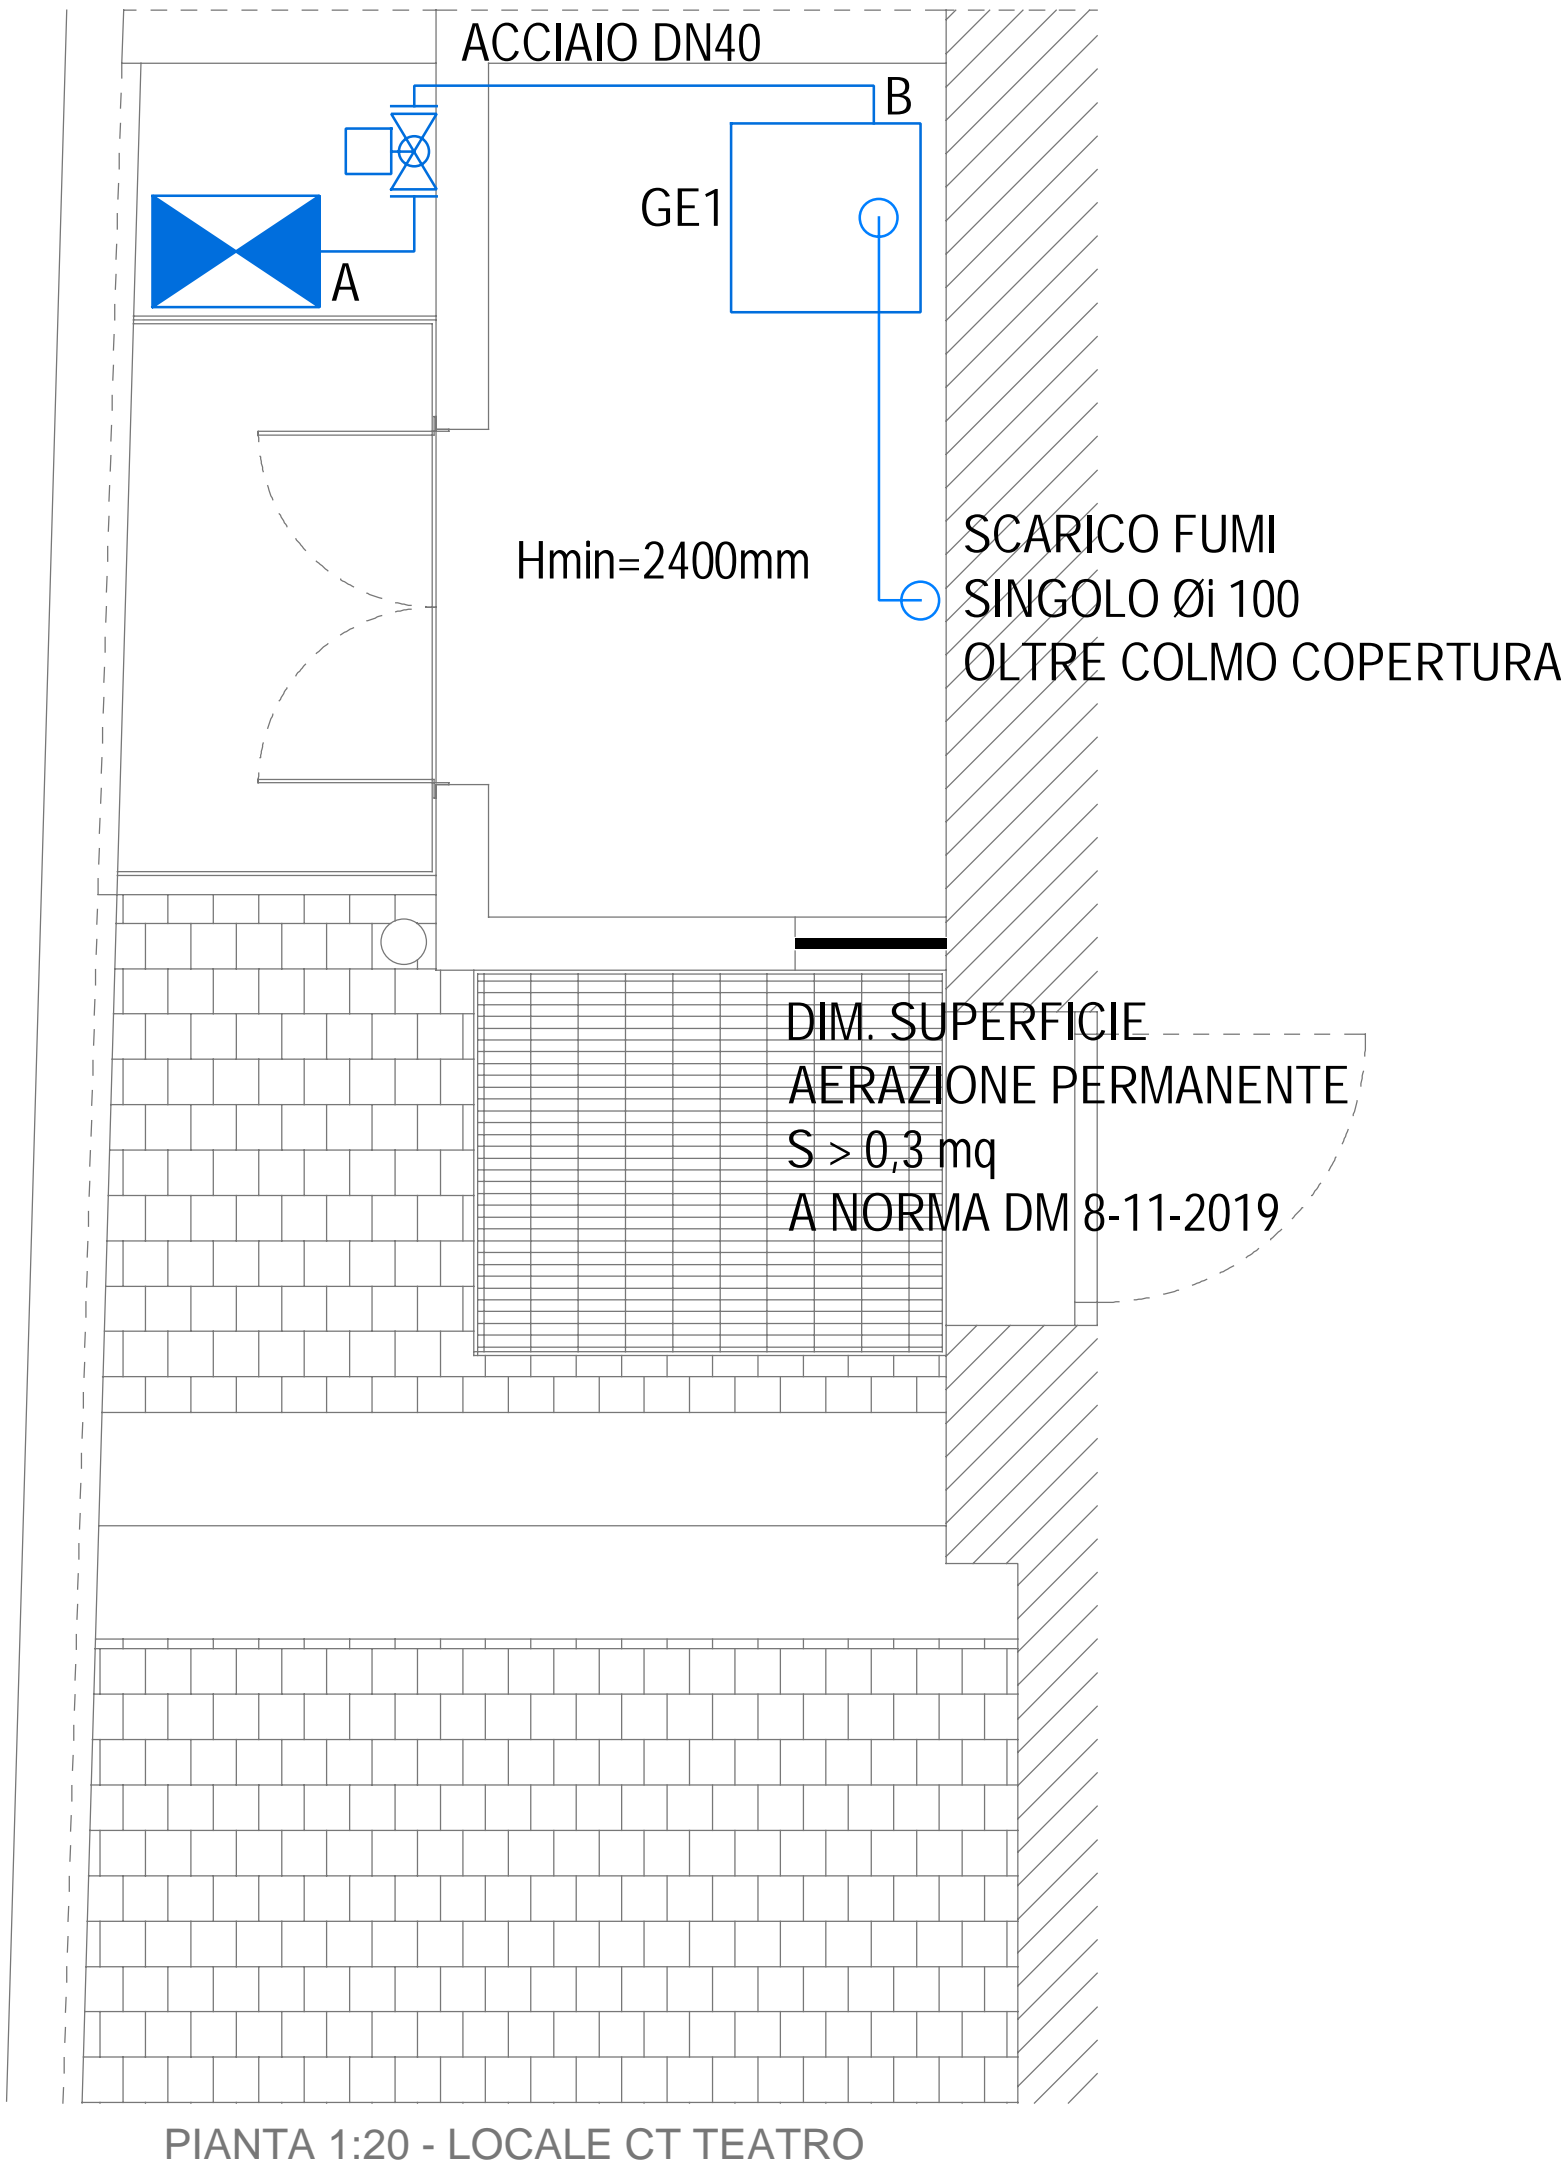 ACCIAIO DN40
B
GE1
A
Hmin=2400mm
SCARICO FUMI
SINGOLO Øi 100
OLTRE COLMO COPERTURA
DIM. SUPERFICIE
AERAZIONE PERMANENTE
S > 0,3 mq
A NORMA DM 8-11-2019
PIANTA 1:20 - LOCALE CT TEATRO